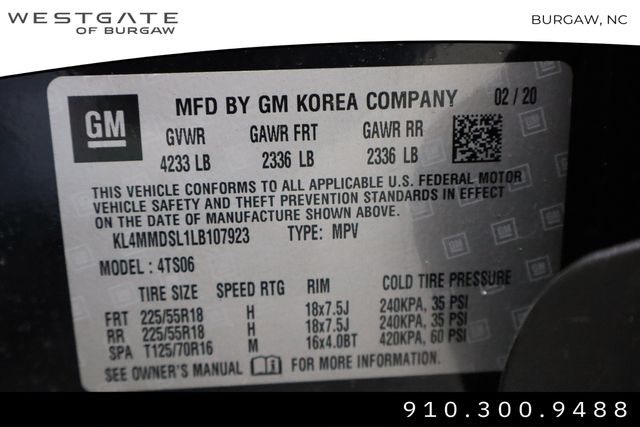 WESTGATE
OF BURGAW
BURGAW, NC
GM
MFD BY GM KOREA COMPANY 02 / 20
GVWR GAWR FRT GAWR RR
4233 LB 2336 LB 2336 LB
THIS VEHICLE CONFORMS TO ALL APPLICABLE U.S. FEDERAL MOTOR
VEHICLE SAFETY AND THEFT PREVENTION STANDARDS IN EFFECT
ON THE DATE OF MANUFACTURE SHOWN ABOVE.
KL4MMDSL1LB107923 TYPE: MPV
MODEL : 4TS06
TIRE SIZE SPEED RTG RIM COLD TIRE PRESSURE
FRT 225/55R18 H 18x7.5J 240KPA, 35 PSI
RR 225/55R18 H 18x7.5J 240KPA, 35 PSI
SPA T125/70R16 M 16x4.0BT 420KPA, 60 PSI
SEE OWNER'S MANUAL FOR MORE INFORMATION.
910.300.9488